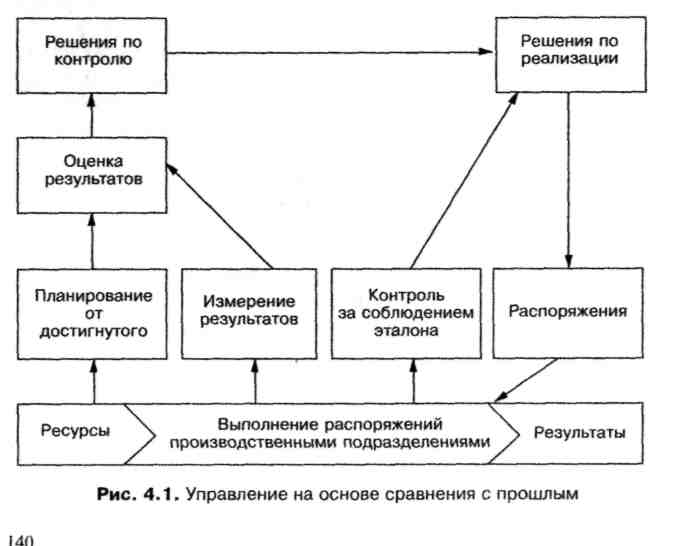 Решения по
контролю
Решения по
реализации
Оценка
результатов
Планирование
от
достигнутого
Измерение
результатов
Контроль
за соблюдением
эталона
Распоряжения
Ресурсы
Выполнение распоряжений
производственными подразделениями
Результаты
Рис. 4.1. Управление на основе сравнения с прошлым
140